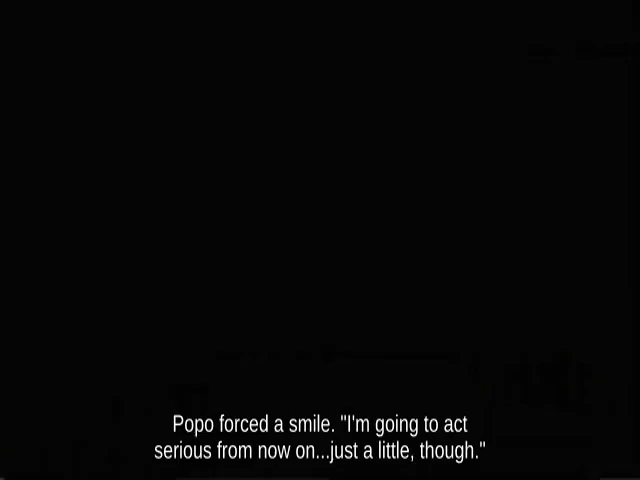 Popo forced a smile. "I'm going to act
serious from now on...just a little, though."